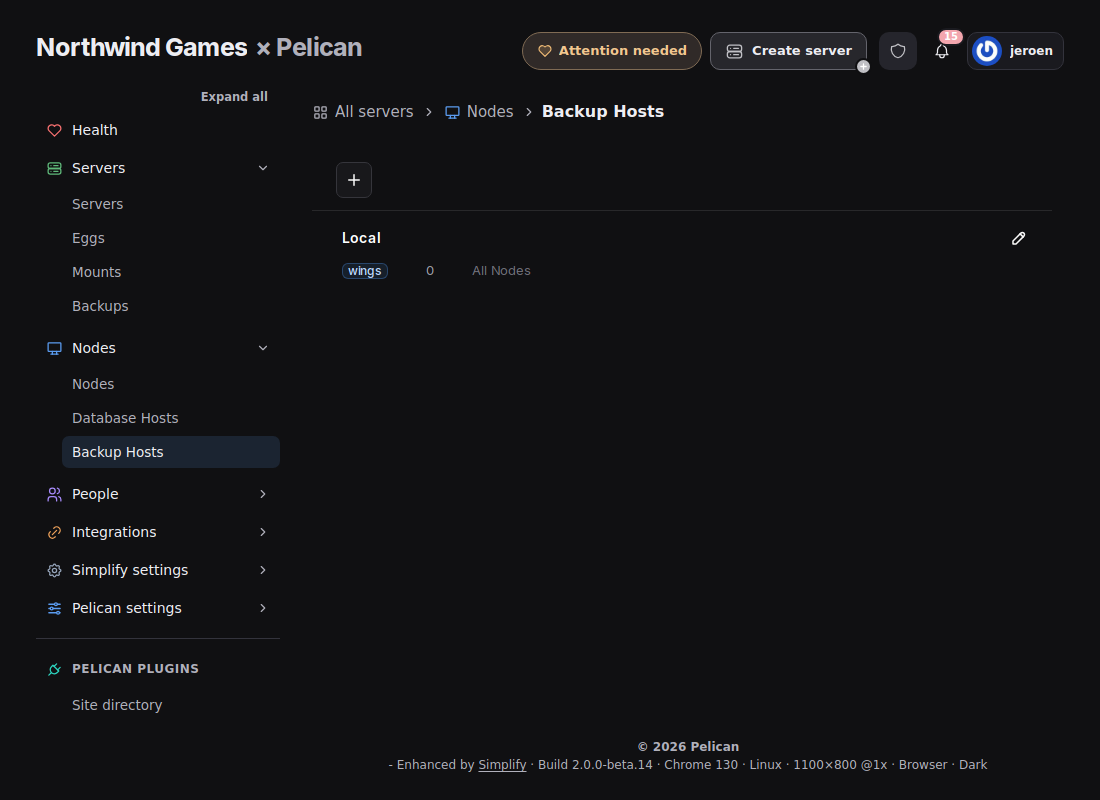 Northwind Games × Pelican
Attention needed
Create server
15
jeroen
Expand all
Health
Servers
Servers
Eggs
Mounts
Backups
Nodes
Nodes
Database Hosts
Backup Hosts
People
Integrations
Simplify settings
Pelican settings
PELICAN PLUGINS
Site directory
All servers > Nodes > Backup Hosts
Local
wings 0 All Nodes
© 2026 Pelican
- Enhanced by Simplify · Build 2.0.0-beta.14 · Chrome 130 · Linux · 1100×800 @1x · Browser · Dark